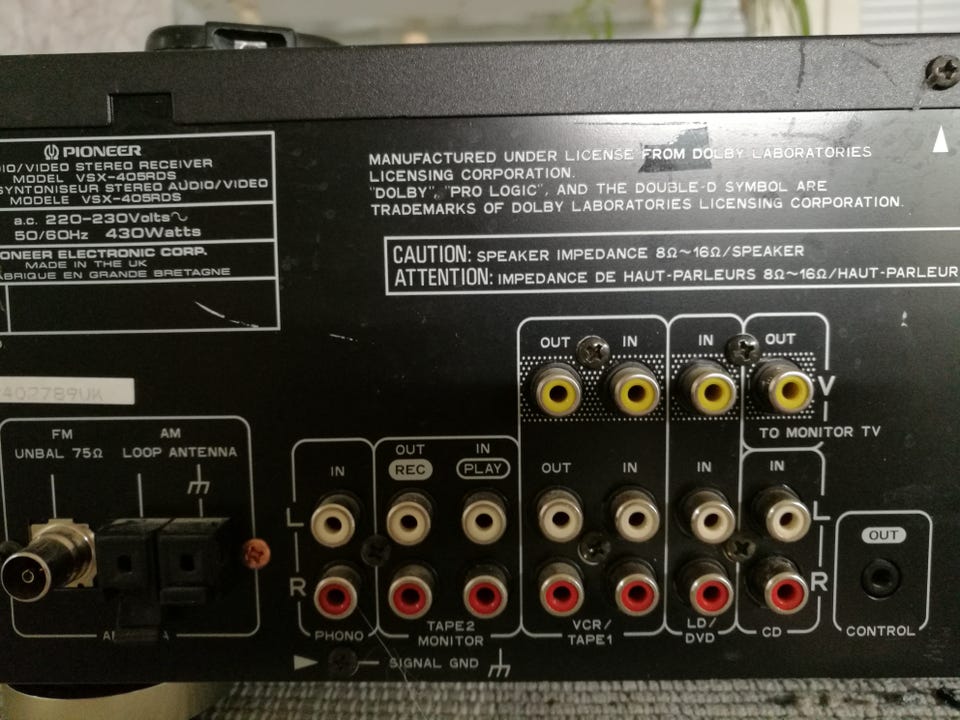 PIONEER
DIO/VIDEO STEREO RECEIVER
MODEL VSX-405RDS
SYNTONISEUR STEREO AUDIO/VIDEO
MODELE VSX-405RDS
a.c. 220-230Volts~
50/60Hz 430Watts
ONEER ELECTRONIC CORP.
MADE IN THE UK
ABRIQUE EN GRANDE BRETAGNE
MANUFACTURED UNDER LICENSE FROM DOLBY LABORATORIES
LICENSING CORPORATION.
"DOLBY", "PRO LOGIC", AND THE DOUBLE-D SYMBOL ARE
TRADEMARKS OF DOLBY LABORATORIES LICENSING CORPORATION.
CAUTION: SPEAKER IMPEDANCE 8Ω~16Ω/SPEAKER
ATTENTION: IMPEDANCE DE HAUT-PARLEURS 8Ω~16Ω/HAUT-PARLEUR
OUT IN IN OUT
V
TO MONITOR TV
FM AM
UNBAL 75Ω LOOP ANTENNA
IN OUT IN OUT IN IN IN
REC PLAY
L L
OUT
R R
PHONO TAPE2 MONITOR VCR/TAPE1 LD/DVD CD CONTROL
SIGNAL GND